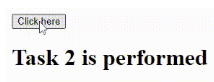 Click here
Task 2 is performed